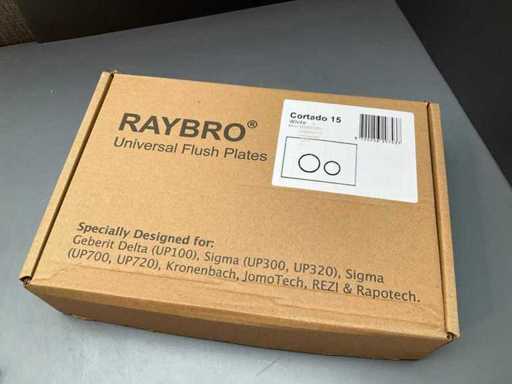 RAYBRO®
Universal Flush Plates
Cortado 15
White
Specially Designed for:
Geberit Delta (UP100), Sigma (UP300, UP320), Sigma
(UP700, UP720), Kronenbach, JomoTech, REZI & Rapotech.